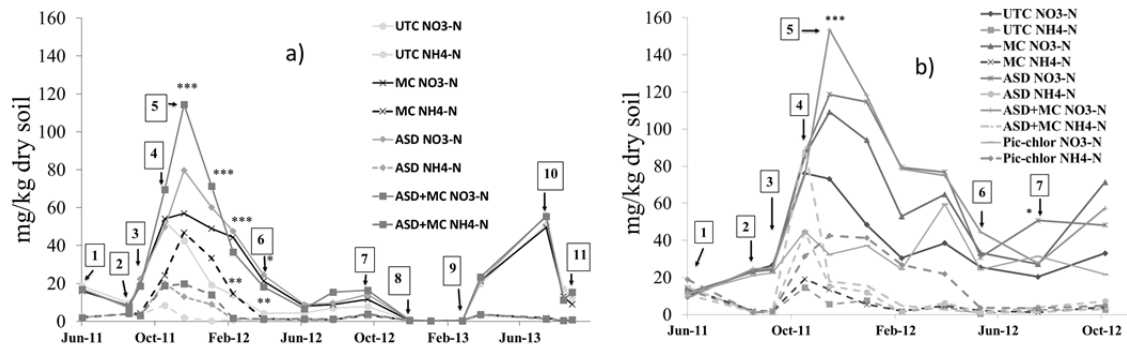 160
140
120
100
80
60
40
20
0
mg/kg dry soil
a)
1
2
3
4
5
***
***
***
**
6
*
**
7
8
9
10
11
UTC NO3-N
UTC NH4-N
MC NO3-N
MC NH4-N
ASD NO3-N
ASD NH4-N
ASD+MC NO3-N
ASD+MC NH4-N
Jun-11 Oct-11 Feb-12 Jun-12 Oct-12 Feb-13 Jun-13
160
140
120
100
80
60
40
20
0
mg/kg dry soil
b)
1
2
3
4
5
***
6
*
7
UTC NO3-N
UTC NH4-N
MC NO3-N
MC NH4-N
ASD NO3-N
ASD NH4-N
ASD+MC NO3-N
ASD+MC NH4-N
Pic-chlor NO3-N
Pic-chlor NH4-N
Jun-11 Oct-11 Feb-12 Jun-12 Oct-12